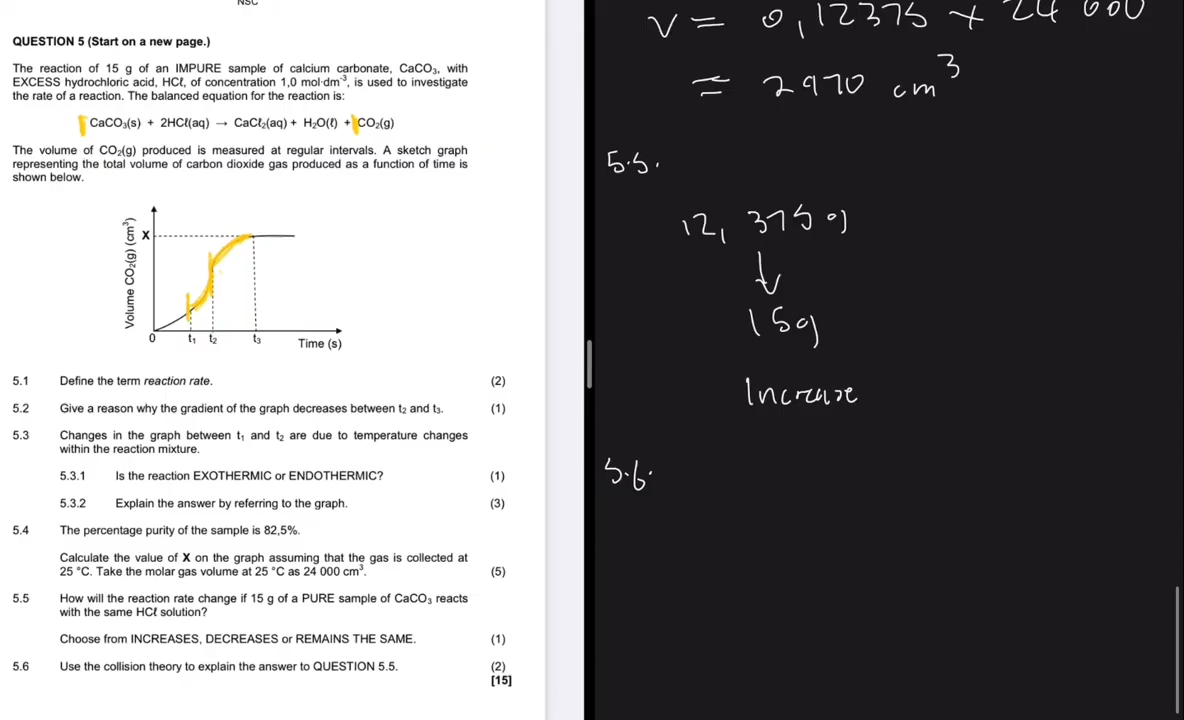 NSC
QUESTION 5 (Start on a new page.)
The reaction of 15 g of an IMPURE sample of calcium carbonate, CaCO₃, with
EXCESS hydrochloric acid, HCℓ, of concentration 1,0 mol·dm⁻³, is used to investigate
the rate of a reaction. The balanced equation for the reaction is:
CaCO₃(s) + 2HCℓ(aq) → CaCℓ₂(aq) + H₂O(ℓ) + CO₂(g)
The volume of CO₂(g) produced is measured at regular intervals. A sketch graph
representing the total volume of carbon dioxide gas produced as a function of time is
shown below.
Volume CO₂(g) (cm³)
X
0 t₁ t₂ t₃ Time (s)
5.1 Define the term reaction rate. (2)
5.2 Give a reason why the gradient of the graph decreases between t₂ and t₃. (1)
5.3 Changes in the graph between t₁ and t₂ are due to temperature changes
within the reaction mixture.
5.3.1 Is the reaction EXOTHERMIC or ENDOTHERMIC? (1)
5.3.2 Explain the answer by referring to the graph. (3)
5.4 The percentage purity of the sample is 82,5%.
Calculate the value of X on the graph assuming that the gas is collected at
25 °C. Take the molar gas volume at 25 °C as 24 000 cm³. (5)
5.5 How will the reaction rate change if 15 g of a PURE sample of CaCO₃ reacts
with the same HCℓ solution?
Choose from INCREASES, DECREASES or REMAINS THE SAME. (1)
5.6 Use the collision theory to explain the answer to QUESTION 5.5. (2)
[15]
V = 0,12375 × 24 000
= 2970 cm³
5.5.
12,375 g
↓
15g
Increase
5.6.